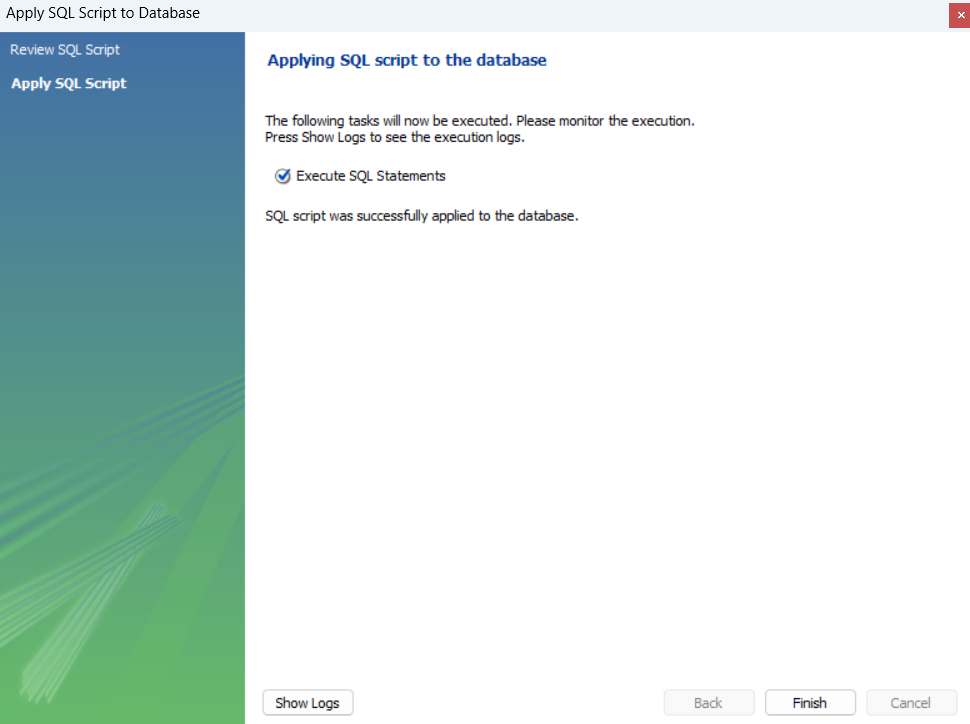 Apply SQL Script to Database
Review SQL Script
Apply SQL Script
Applying SQL script to the database
The following tasks will now be executed. Please monitor the execution.
Press Show Logs to see the execution logs.
Execute SQL Statements
SQL script was successfully applied to the database.
Show Logs
Back
Finish
Cancel